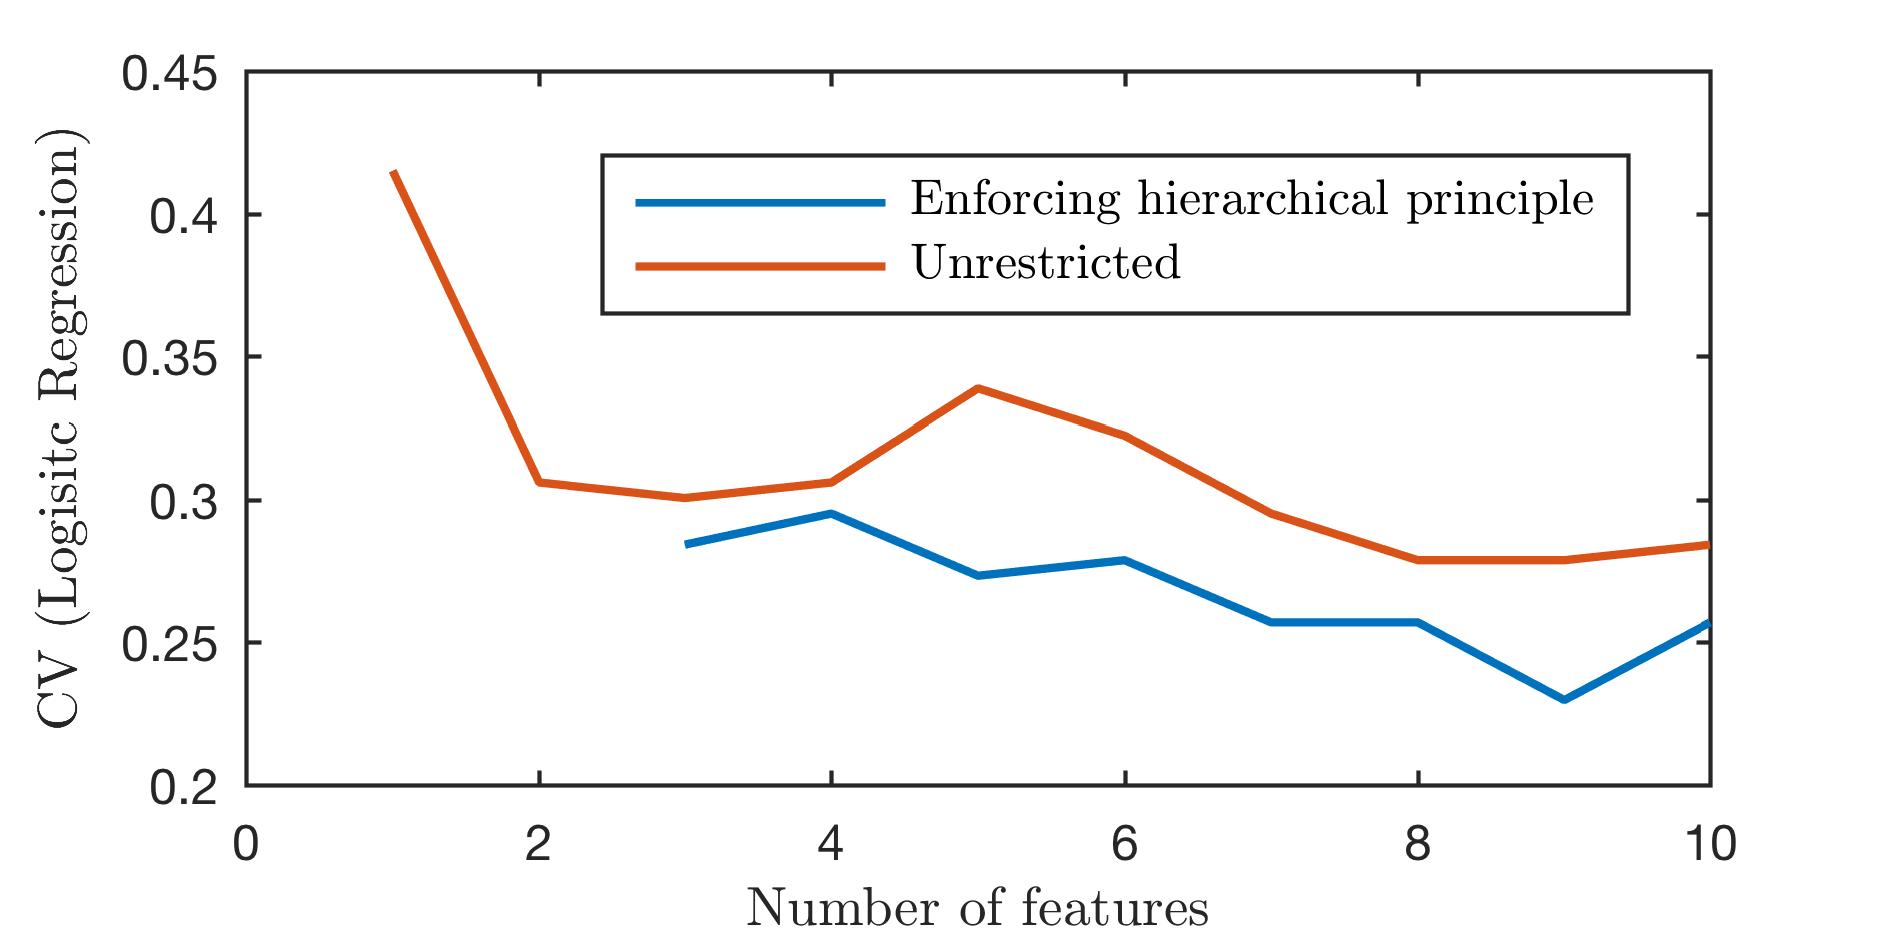 0.45
0.4
0.35
0.3
0.25
0.2
CV (Logisitc Regression)
Enforcing hierarchical principle
Unrestricted
0 2 4 6 8 10
Number of features